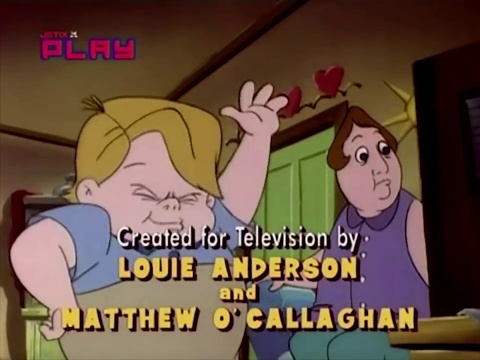 JETIX
PLAY
Created for Television by
LOUIE ANDERSON
and
MATTHEW O'CALLAGHAN